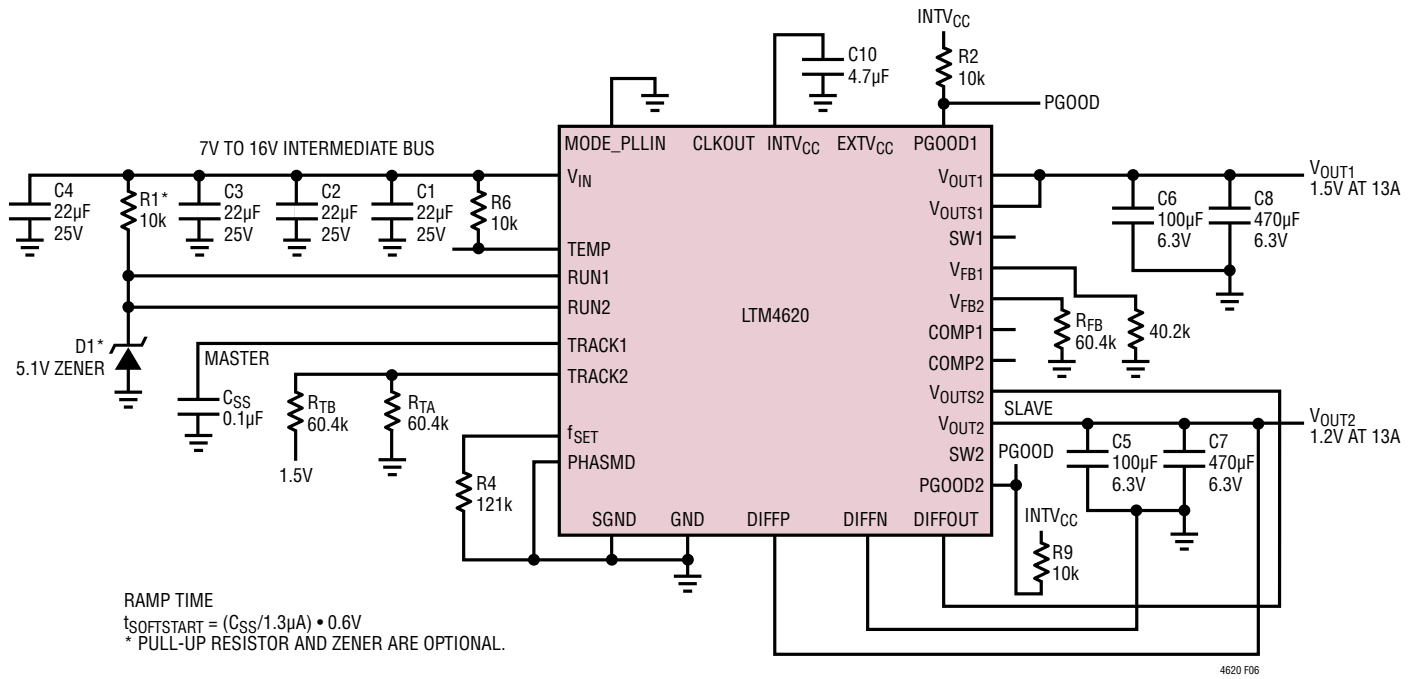 INTVCC
C10
4.7µF
R2
10k
PGOOD
7V TO 16V INTERMEDIATE BUS
MODE_PLLIN
CLKOUT
INTVCC
EXTVCC
PGOOD1
C4
22µF
25V
R1*
10k
C3
22µF
25V
C2
22µF
25V
C1
22µF
25V
R6
10k
VIN
TEMP
RUN1
RUN2
TRACK1
TRACK2
fSET
PHASMD
LTM4620
VOUT1
VOUTS1
SW1
VFB1
VFB2
COMP1
COMP2
VOUTS2
VOUT2
SW2
PGOOD2
VOUT1
1.5V AT 13A
C6
100µF
6.3V
C8
470µF
6.3V
RFB
60.4k
40.2k
D1*
5.1V ZENER
MASTER
CSS
0.1µF
RTB
60.4k
RTA
60.4k
1.5V
R4
121k
SLAVE
VOUT2
1.2V AT 13A
PGOOD
C5
100µF
6.3V
C7
470µF
6.3V
INTVCC
R9
10k
SGND
GND
DIFFP
DIFFN
DIFFOUT
RAMP TIME
tSOFTSTART = (CSS/1.3µA) • 0.6V
* PULL-UP RESISTOR AND ZENER ARE OPTIONAL.
4620 F06